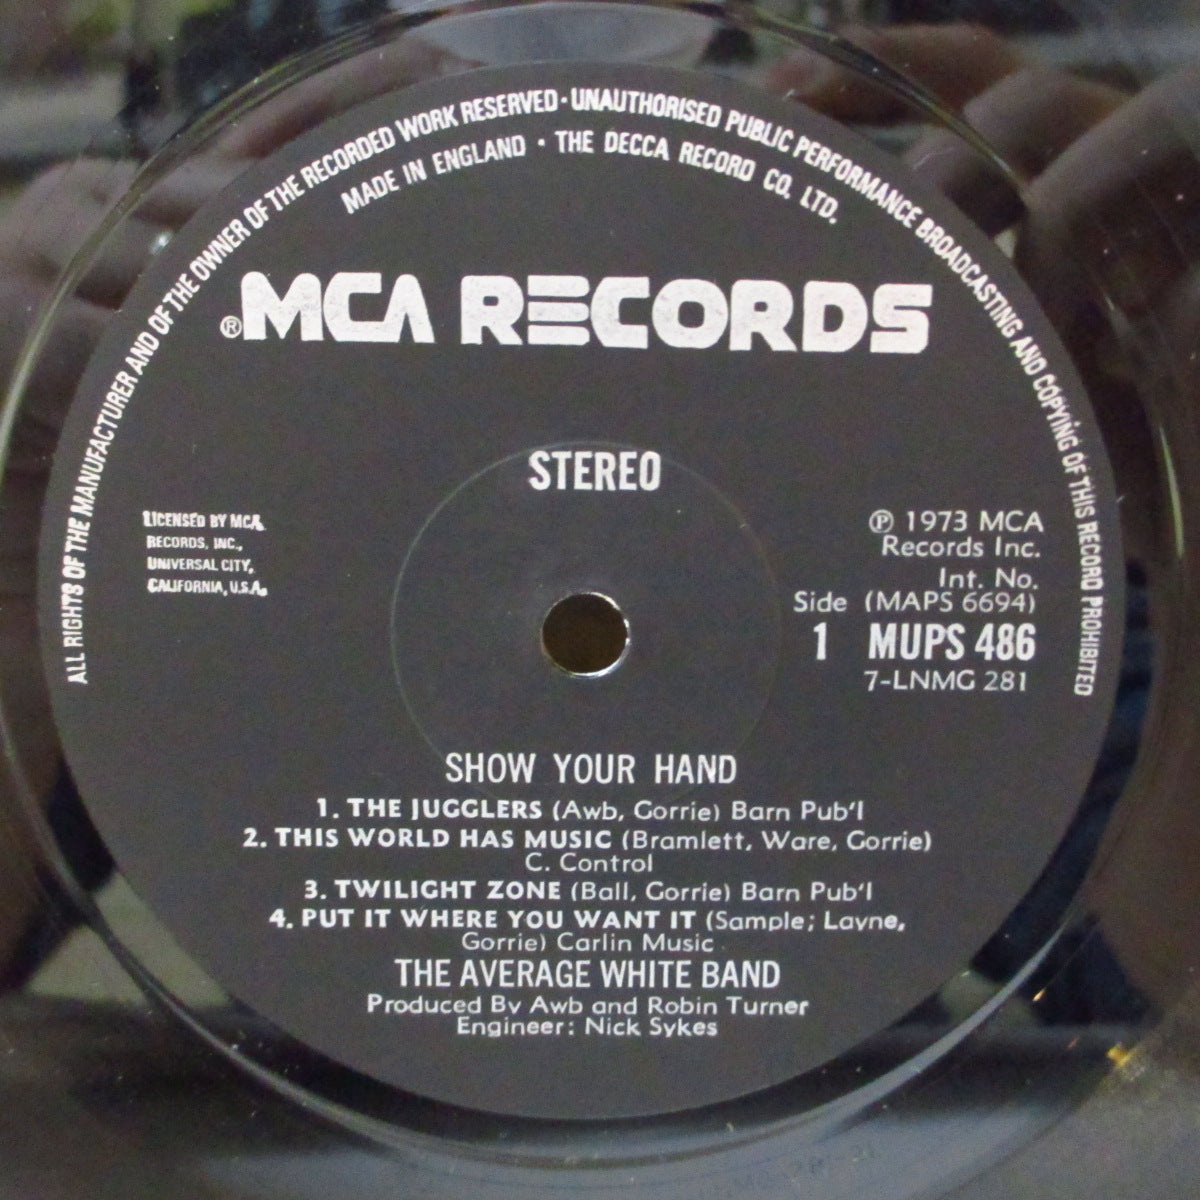 ALL RIGHTS OF THE MANUFACTURER AND OF THE OWNER OF THE RECORDED WORK RESERVED · UNAUTHORISED PUBLIC PERFORMANCE BROADCASTING AND COPYING OF THIS RECORD PROHIBITED
MADE IN ENGLAND · THE DECCA RECORD CO. LTD.
® MCA RECORDS
STEREO
LICENSED BY MCA
RECORDS, INC.,
UNIVERSAL CITY,
CALIFORNIA, U.S.A.
℗ 1973 MCA
Records Inc.
Int. No.
Side (MAPS 6694)
1 MUPS 486
7-LNMG 281
SHOW YOUR HAND
1. THE JUGGLERS (Awb, Gorrie) Barn Pub'l
2. THIS WORLD HAS MUSIC (Bramlett, Ware, Gorrie)
C. Control
3. TWILIGHT ZONE (Ball, Gorrie) Barn Pub'l
4. PUT IT WHERE YOU WANT IT (Sample; Layne,
Gorrie) Carlin Music
THE AVERAGE WHITE BAND
Produced By Awb and Robin Turner
Engineer: Nick Sykes